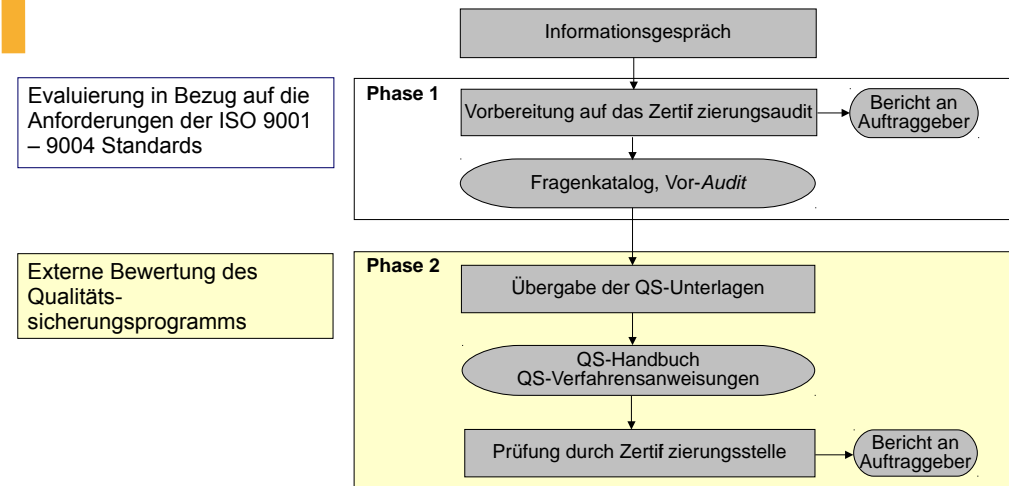 Informationsgespräch
Evaluierung in Bezug auf die
Anforderungen der ISO 9001
– 9004 Standards
Phase 1
Vorbereitung auf das Zertif zierungsaudit
Bericht an
Auftraggeber
Fragenkatalog, Vor-Audit
Externe Bewertung des
Qualitäts-
sicherungsprogramms
Phase 2
Übergabe der QS-Unterlagen
QS-Handbuch
QS-Verfahrensanweisungen
Prüfung durch Zertif zierungsstelle
Bericht an
Auftraggeber